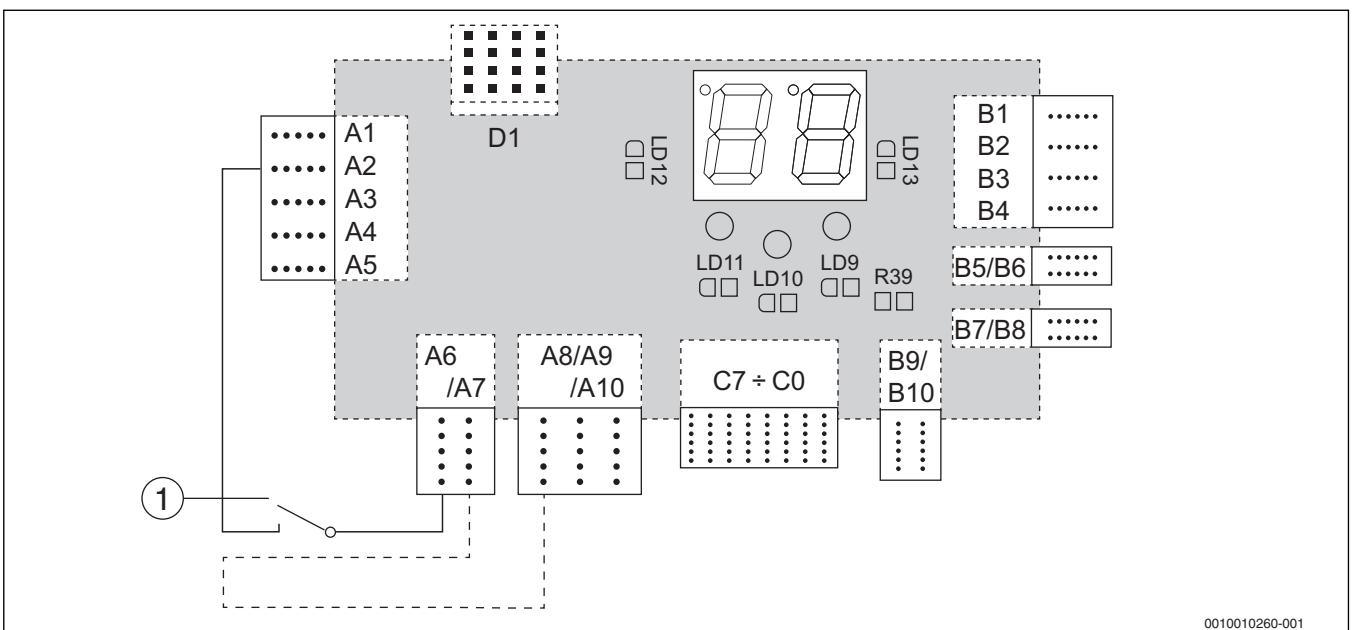 D1
A1
A2
A3
A4
A5
LD12
LD13
B1
B2
B3
B4
LD11
LD10
LD9
R39
B5/B6
B7/B8
A6
/A7
A8/A9
/A10
C7 ÷ C0
B9/
B10
1
0010010260-001